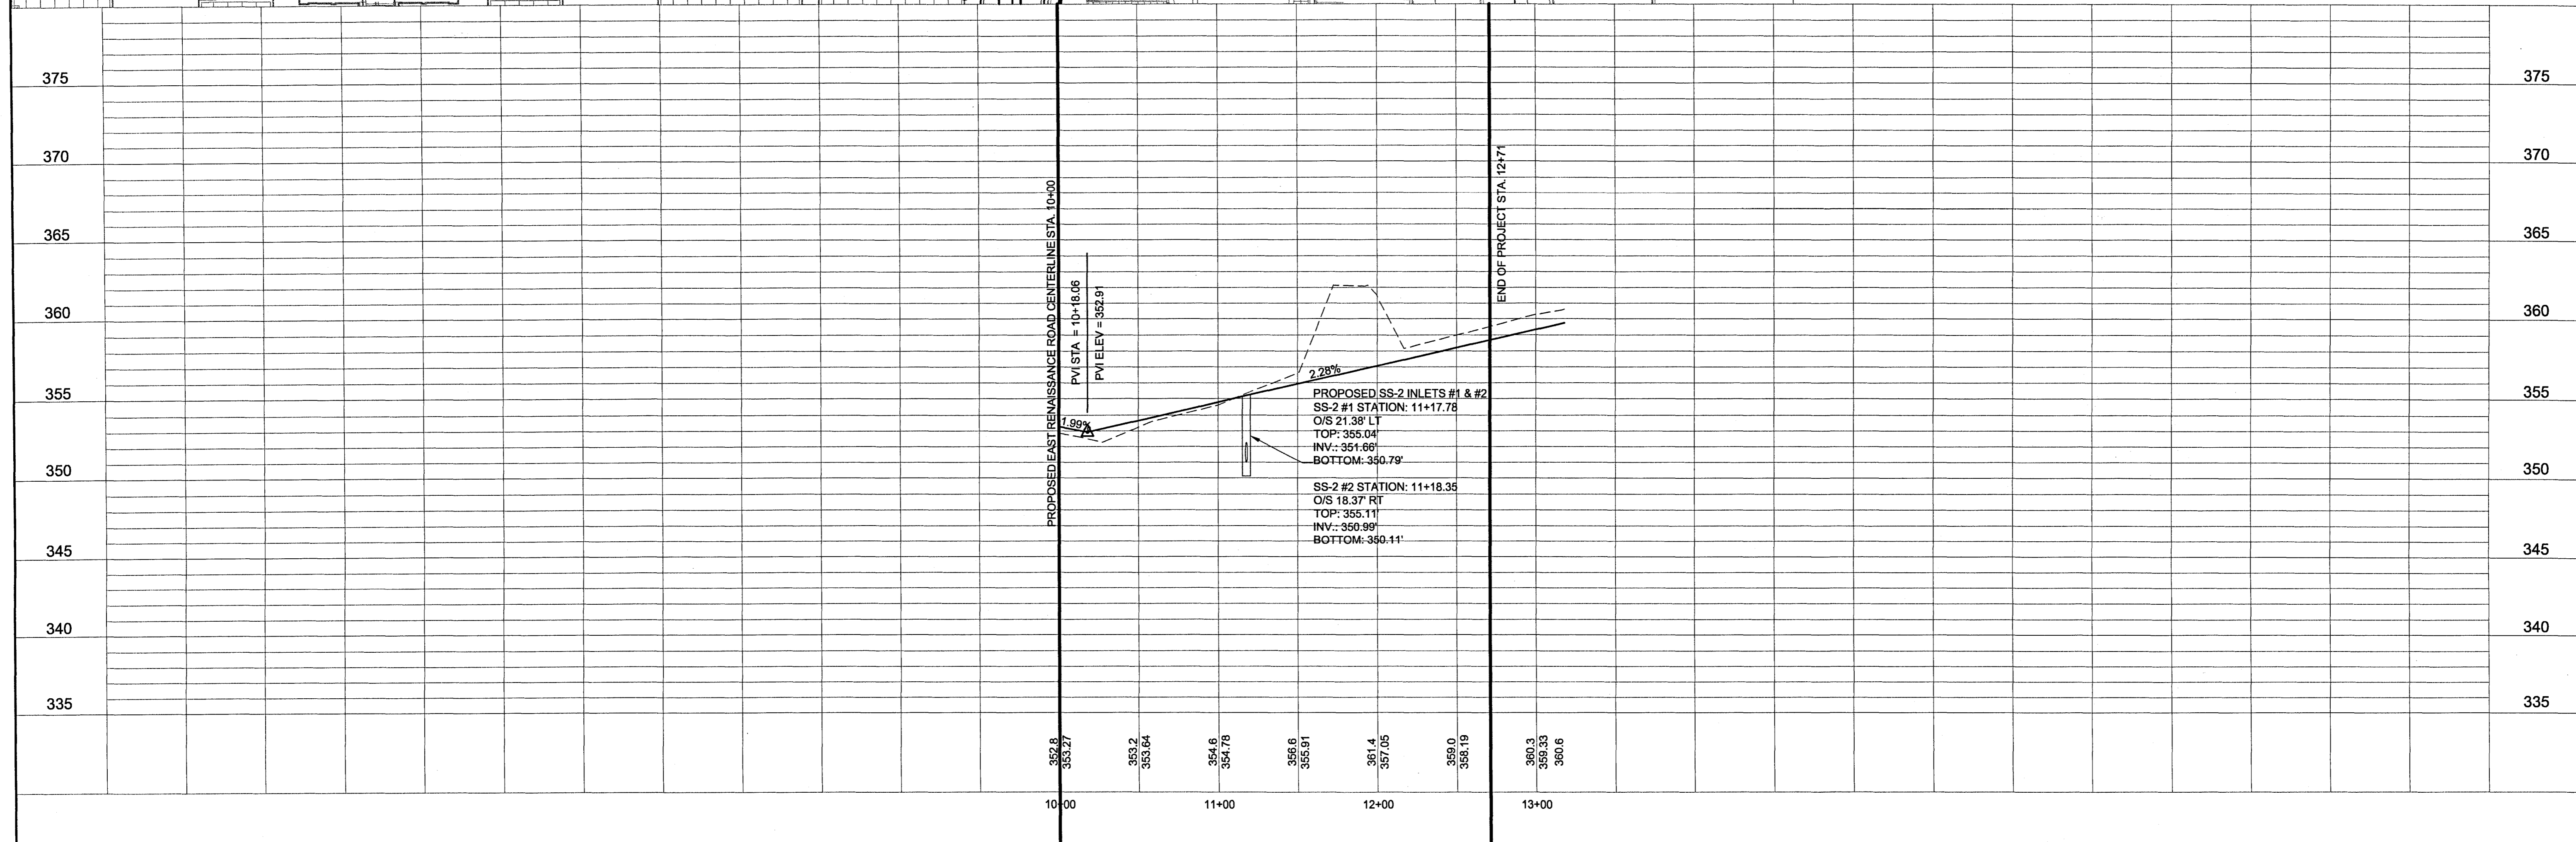 375
375
370
370
365
365
360
360
355
355
350
350
345
345
340
340
335
335
PROPOSED EAST RENAISSANCE ROAD CENTERLINE STA. 10+00
PVI STA = 10+18.06
PVI ELEV = 352.91
END OF PROJECT STA. 12+71
1.99%
2.28%
PROPOSED SS-2 INLETS #1 & #2
SS-2 #1 STATION: 11+17.78
O/S 21.38' LT
TOP: 355.04'
INV.: 351.66'
BOTTOM: 350.79'
SS-2 #2 STATION: 11+18.35
O/S 18.37' RT
TOP: 355.11'
INV.: 350.99'
BOTTOM: 350.11'
352.8
353.27
353.2
353.64
354.6
354.78
356.6
355.91
361.4
357.05
359.0
358.19
360.3
359.33
360.6
10+00
11+00
12+00
13+00